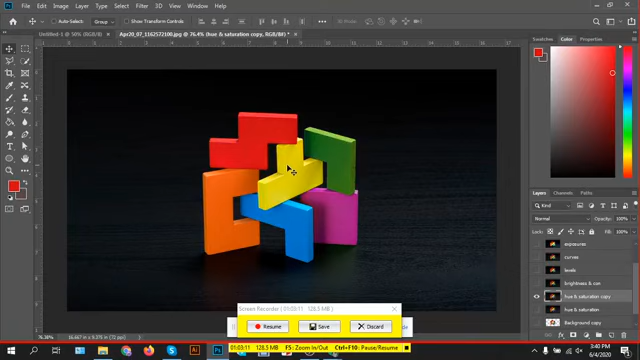 File Edit Image Layer Type Select Filter 3D View Window Help
Auto-Select: Group Show Transform Controls
Untitled-1 @ 50% (RGB/8) × Apr20_07_1162572100.jpg @ 76.4% (hue & saturation copy, RGB/8#) * ×
Swatches Color Adjustments
Layers Channels Paths
Kind
Normal Opacity: 100%
Lock: Fill: 100%
exposures
curves
levels
brightness & con
hue & saturation copy
hue & saturation
Background copy
Screen Recorder (01:03:11 128.5 MB)
Resume Save Discard
01:03:11 128.5 MB F5: Zoom In/Out Ctrl+F10: Pause/Resume
3:40 PM
6/4/2020